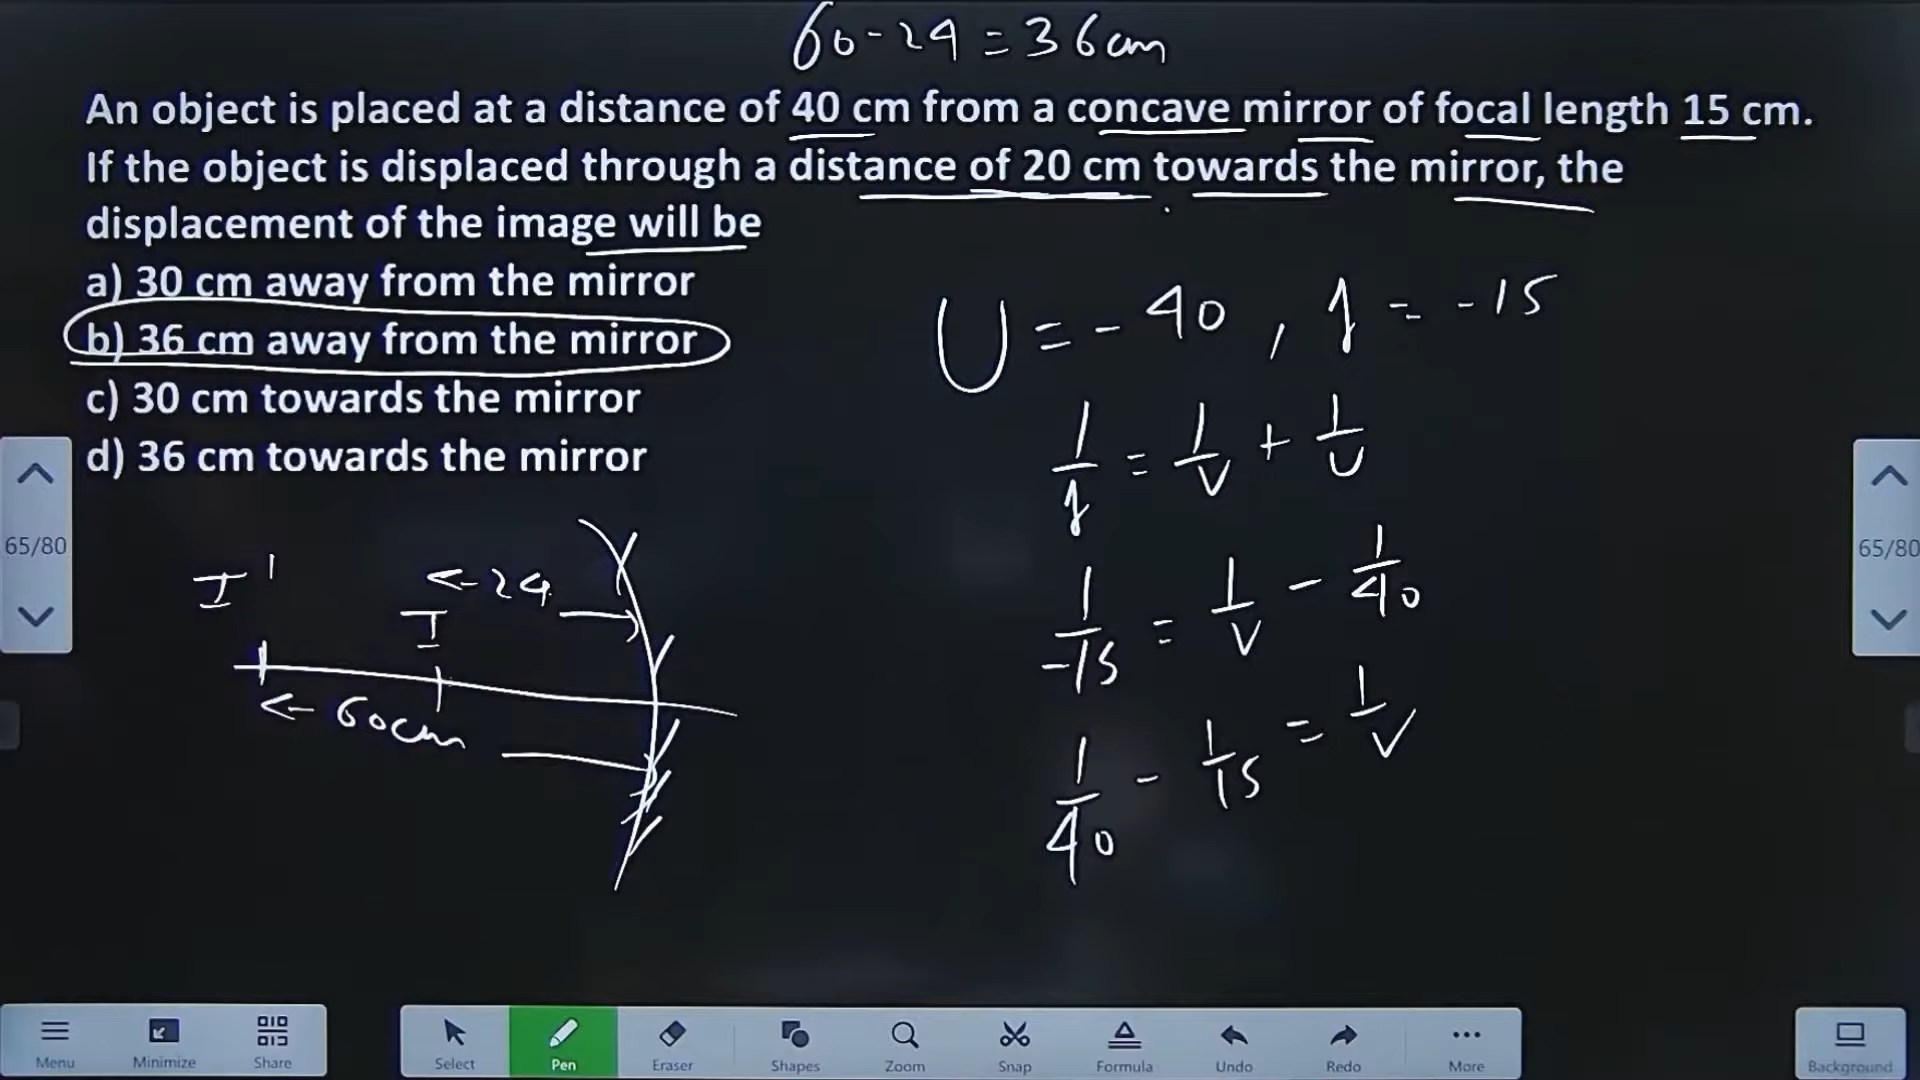 60 - 24 = 36 cm
An object is placed at a distance of 40 cm from a concave mirror of focal length 15 cm.
If the object is displaced through a distance of 20 cm towards the mirror, the
displacement of the image will be
a) 30 cm away from the mirror
b) 36 cm away from the mirror
c) 30 cm towards the mirror
d) 36 cm towards the mirror
U = - 40 , f = - 15
1/f = 1/v + 1/U
1/-15 = 1/v - 1/40
1/40 - 1/15 = 1/v
I'
24
I
60cm
65/80
65/80
Menu
Minimize
Share
Select
Pen
Eraser
Shapes
Zoom
Snap
Formula
Undo
Redo
More
Background